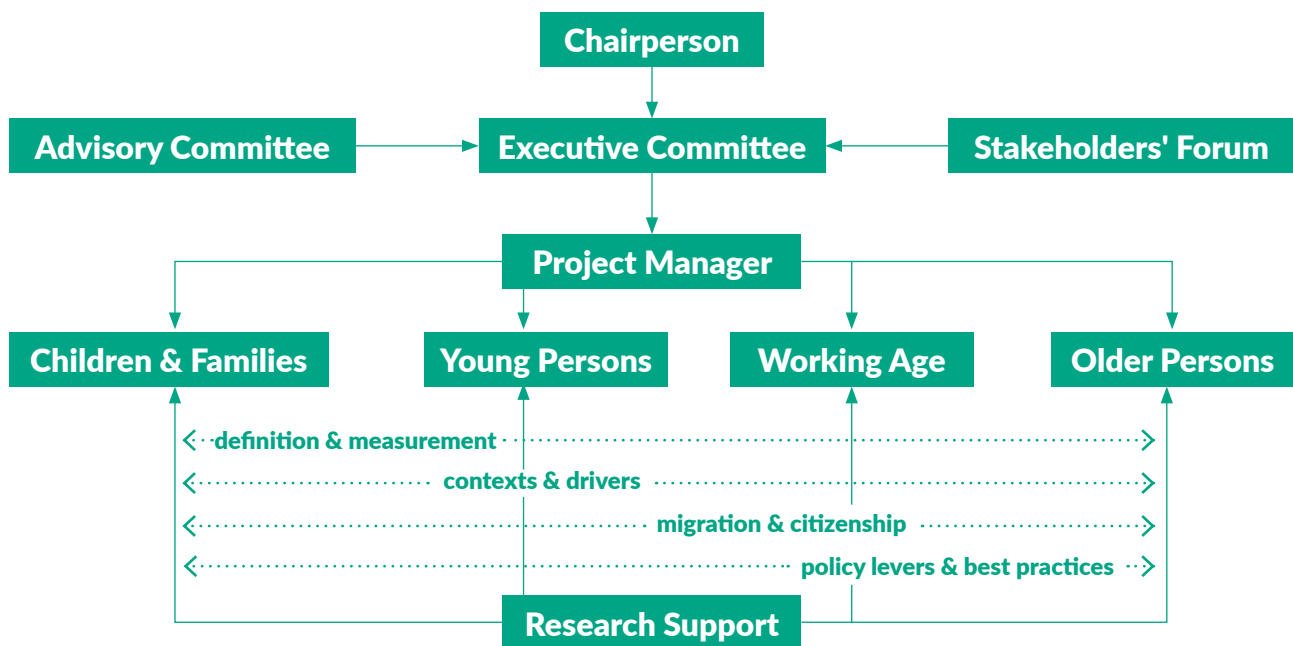 Chairperson
Advisory Committee
Executive Committee
Stakeholders' Forum
Project Manager
Children & Families
Young Persons
Working Age
Older Persons
definition & measurement
contexts & drivers
migration & citizenship
policy levers & best practices
Research Support